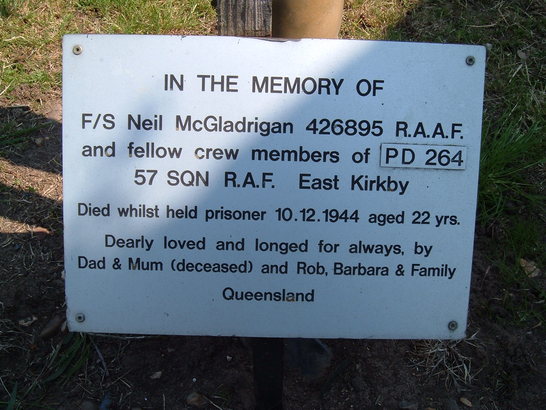 IN THE MEMORY OF
F/S Neil McGladrigan 426895 R.A.A.F.
and fellow crew members of PD 264
57 SQN R.A.F. East Kirkby
Died whilst held prisoner 10.12.1944 aged 22 yrs.
Dearly loved and longed for always, by
Dad & Mum (deceased) and Rob, Barbara & Family
Queensland